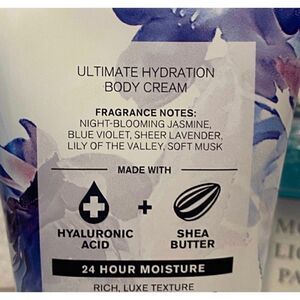 ULTIMATE HYDRATION
BODY CREAM
FRAGRANCE NOTES:
NIGHT-BLOOMING JASMINE,
BLUE VIOLET, SHEER LAVENDER,
LILY OF THE VALLEY, SOFT MUSK
MADE WITH
+
HYALURONIC
ACID
SHEA
BUTTER
24 HOUR MOISTURE
RICH, LUXE TEXTURE